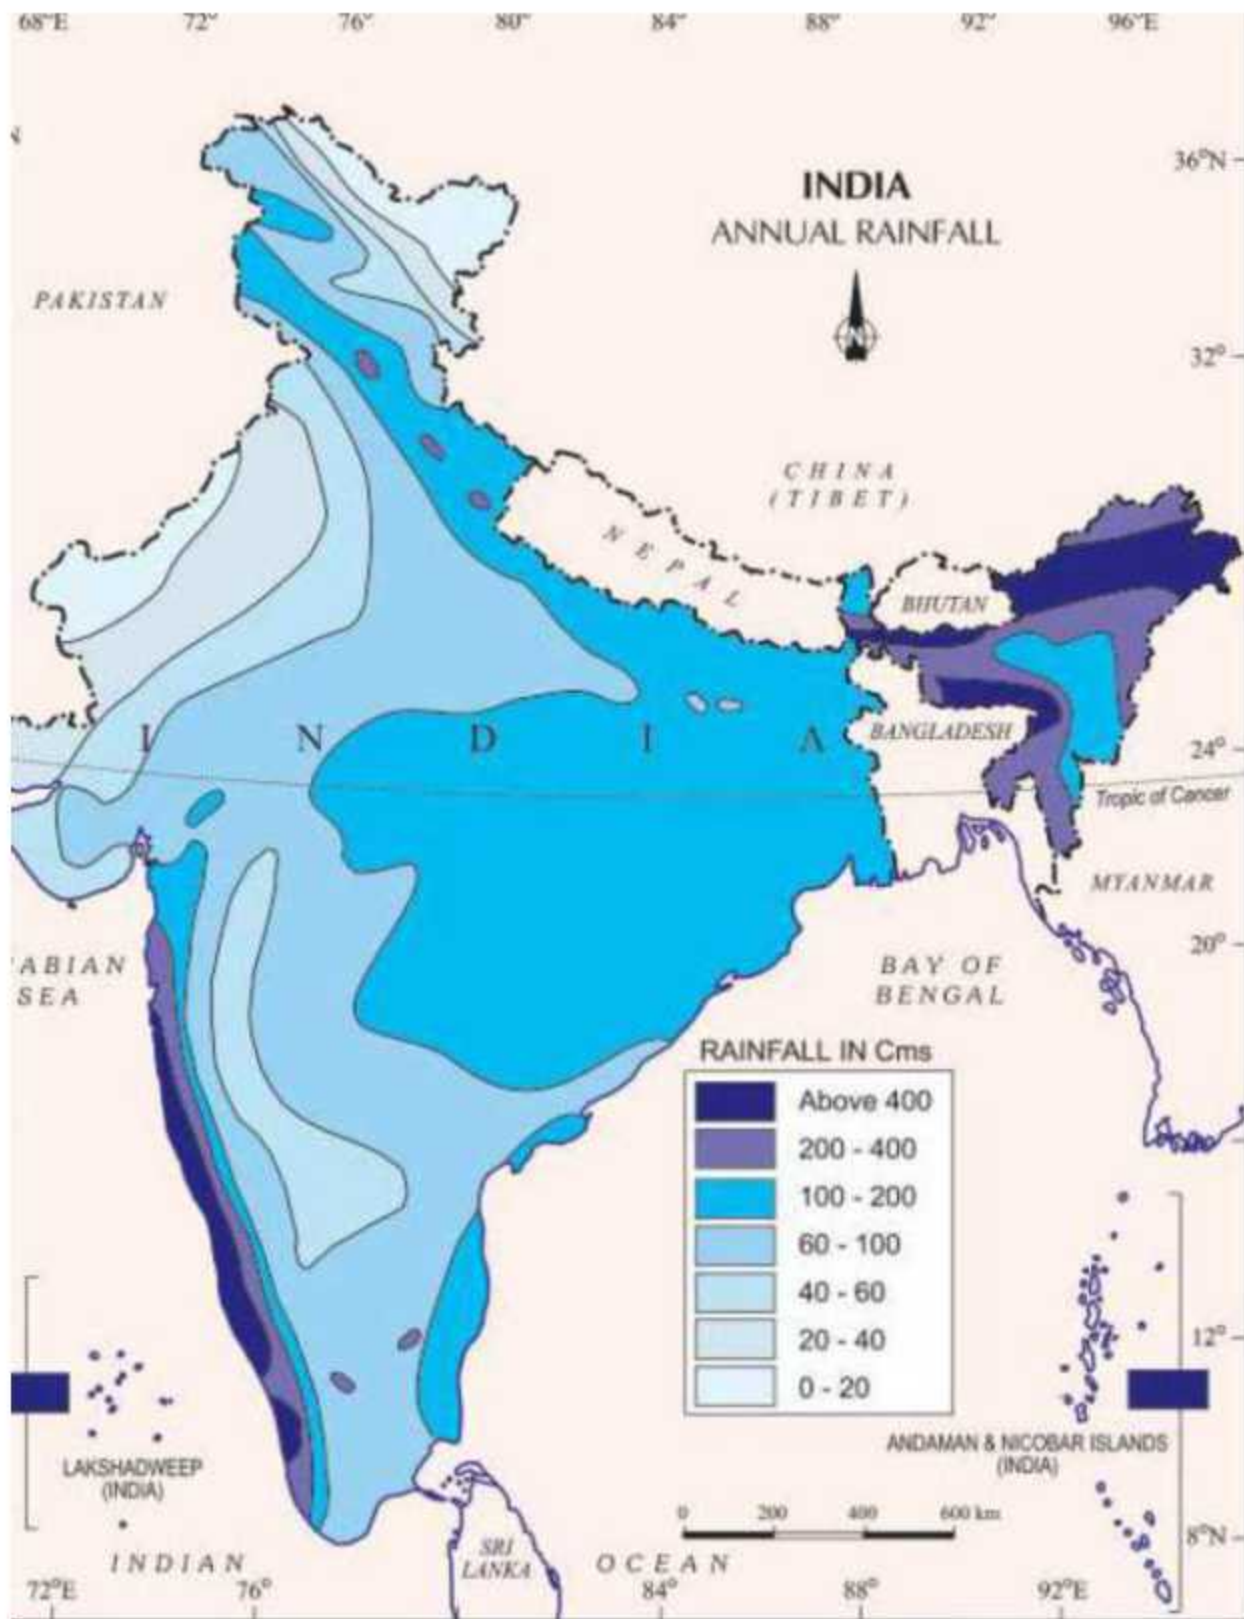 68°E 72° 76° 80° 84° 88° 92° 96°E
N
36°N
INDIA
ANNUAL RAINFALL
N
PAKISTAN
32°
CHINA
(TIBET)
NEPAL
BHUTAN
I N D I A
BANGLADESH
24°
Tropic of Cancer
MYANMAR
ABIAN
SEA
BAY OF
BENGAL
20°
RAINFALL IN Cms
Above 400
200 - 400
100 - 200
60 - 100
40 - 60
20 - 40
0 - 20
12°
LAKSHADWEEP
(INDIA)
ANDAMAN & NICOBAR ISLANDS
(INDIA)
0 200 400 600 km
8°N
SRI
LANKA
INDIAN OCEAN
72°E 76° 84° 88° 92°E